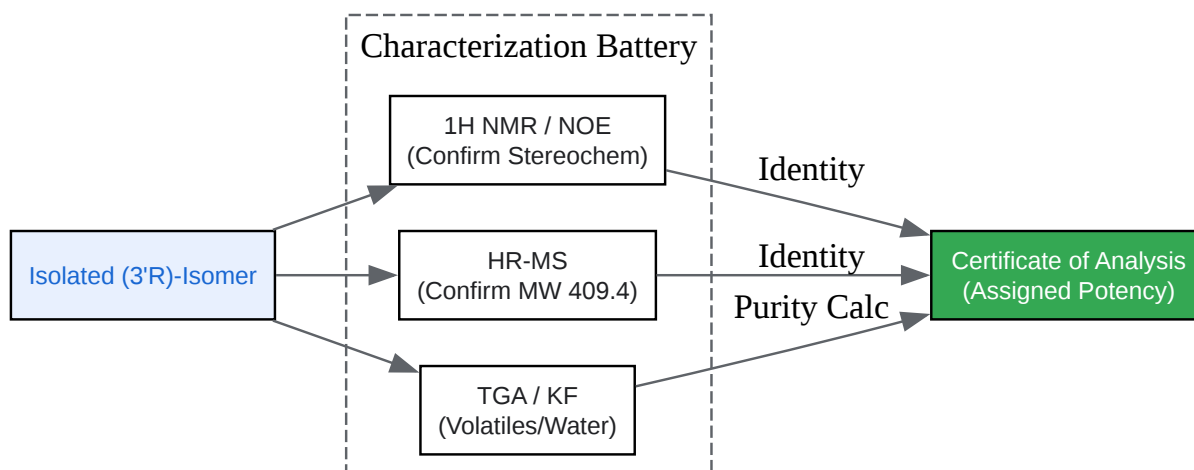 Characterization Battery
1H NMR / NOE
(Confirm Stereochem)
Identity
Isolated (3'R)-Isomer
HR-MS
(Confirm MW 409.4)
Identity
Certificate of Analysis
(Assigned Potency)
Purity Calc
TGA / KF
(Volatiles/Water)